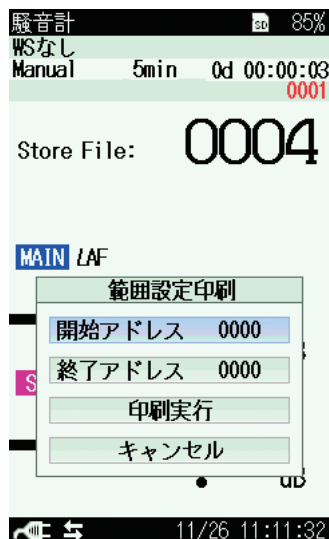 騒音計 SD 85%
WSなし
Manual 5min 0d 00:00:03
0001
Store File: 0004
MAIN LAF
範囲設定印刷
開始アドレス 0000
終了アドレス 0000
S
印刷実行
キャンセル
dB
11/26 11:11:32